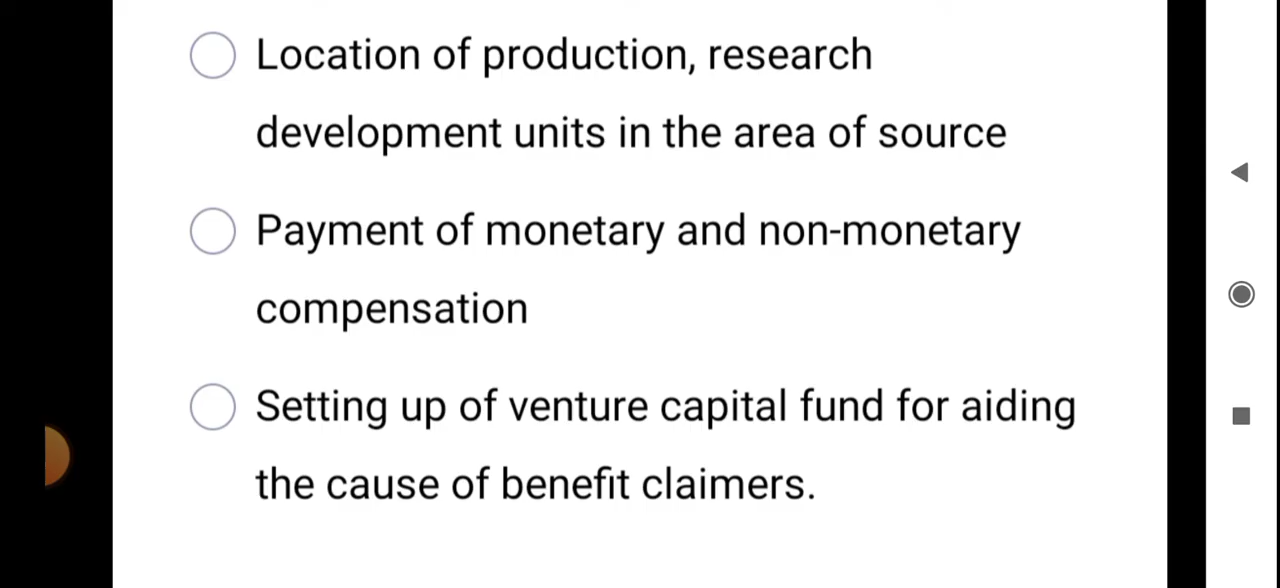 Location of production, research
development units in the area of source
Payment of monetary and non-monetary
compensation
Setting up of venture capital fund for aiding
the cause of benefit claimers.